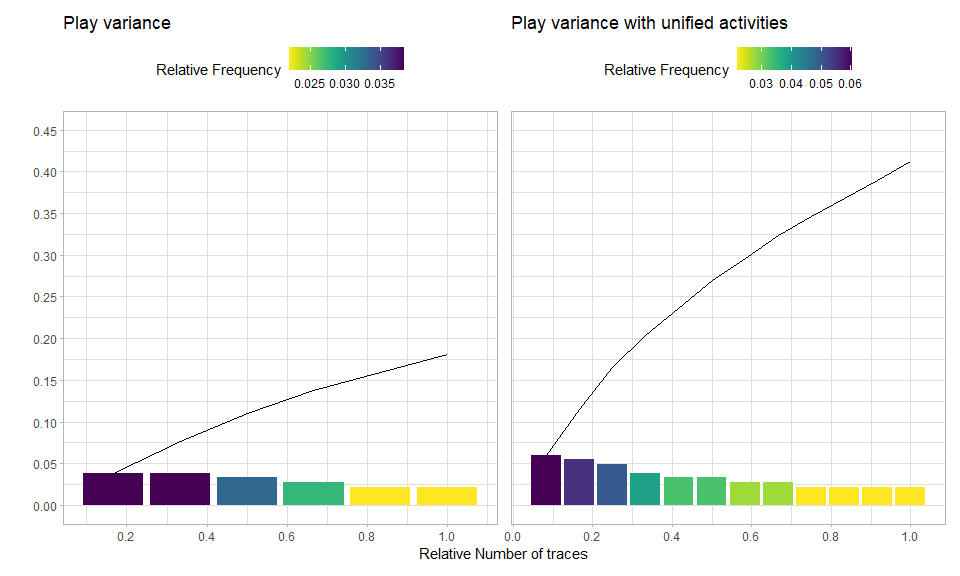 Play variance
Play variance with unified activities
Relative Frequency
0.025 0.030 0.035
Relative Frequency
0.03 0.04 0.05 0.06
0.45
0.40
0.35
0.30
0.25
0.20
0.15
0.10
0.05
0.00
0.2 0.4 0.6 0.8 1.0
0.0 0.2 0.4 0.6 0.8 1.0
Relative Number of traces